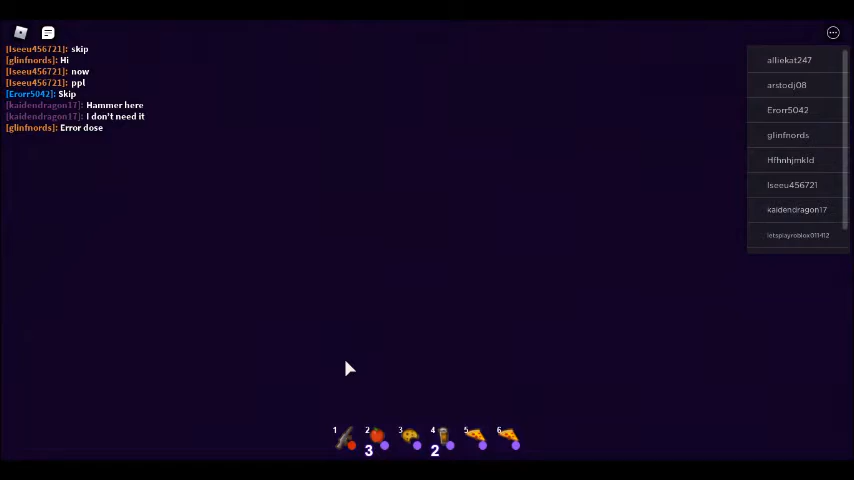 [Iseeu456721]: skip
[glinfnords]: Hi
[Iseeu456721]: now
[Iseeu456721]: ppl
[Erorr5042]: Skip
[kaidendragon17]: Hammer here
[kaidendragon17]: I don't need it
[glinfnords]: Error dose
alliekat247
arstodj08
Erorr5042
glinfnords
Hfhnhjmkld
Iseeu456721
kaidendragon17
letsplayroblox011412
1 2 3 4 5 6
3 2